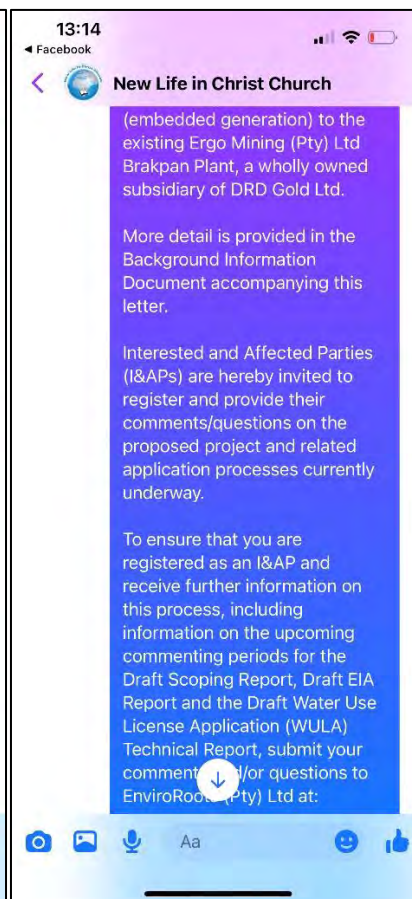 13:14
Facebook
New Life in Christ Church
(embedded generation) to the
existing Ergo Mining (Pty) Ltd
Brakpan Plant, a wholly owned
subsidiary of DRD Gold Ltd.
More detail is provided in the
Background Information
Document accompanying this
letter.
Interested and Affected Parties
(I&APs) are hereby invited to
register and provide their
comments/questions on the
proposed project and related
application processes currently
underway.
To ensure that you are
registered as an I&AP and
receive further information on
this process, including
information on the upcoming
commenting periods for the
Draft Scoping Report, Draft EIA
Report and the Draft Water Use
License Application (WULA)
Technical Report, submit your
/or questions to
Ltd at:
Aa